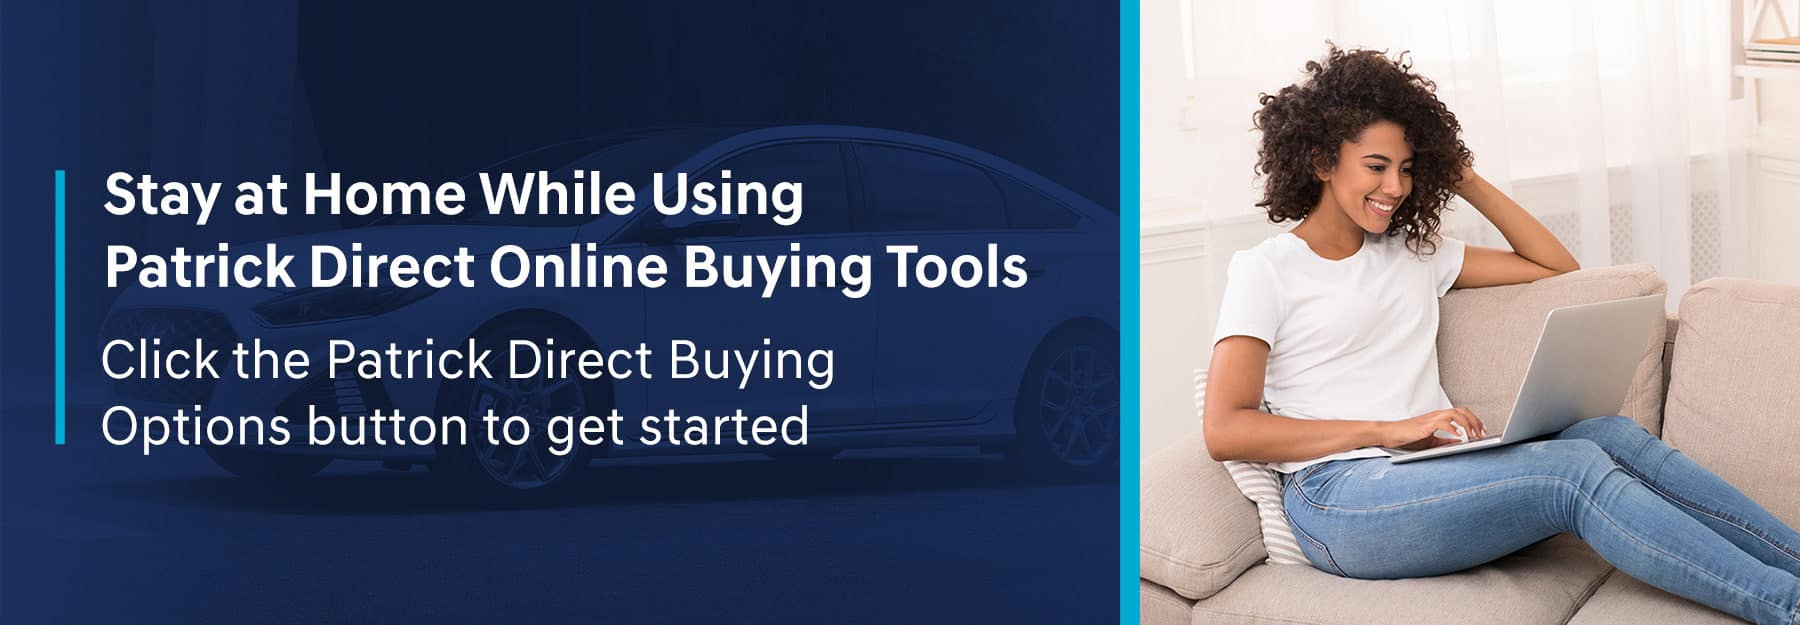 Stay at Home While Using
Patrick Direct Online Buying Tools
Click the Patrick Direct Buying
Options button to get started